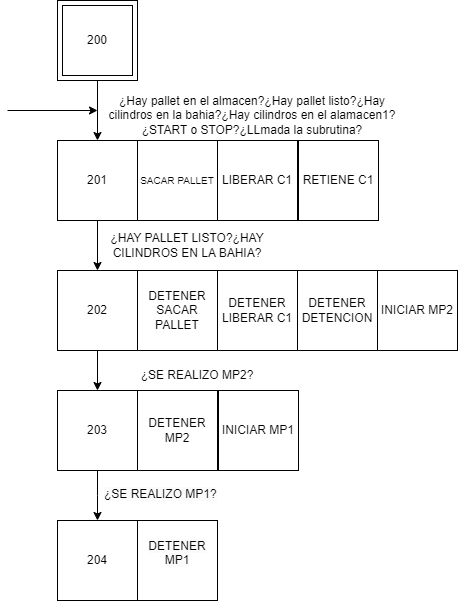 200
¿Hay pallet en el almacen?¿Hay pallet listo?¿Hay
cilindros en la bahia?¿Hay cilindros en el alamacen1?
¿START o STOP?¿LLmada la subrutina?
201
SACAR PALLET
LIBERAR C1
RETIENE C1
¿HAY PALLET LISTO?¿HAY
CILINDROS EN LA BAHIA?
202
DETENER
SACAR
PALLET
DETENER
LIBERAR C1
DETENER
DETENCION
INICIAR MP2
¿SE REALIZO MP2?
203
DETENER
MP2
INICIAR MP1
¿SE REALIZO MP1?
204
DETENER
MP1